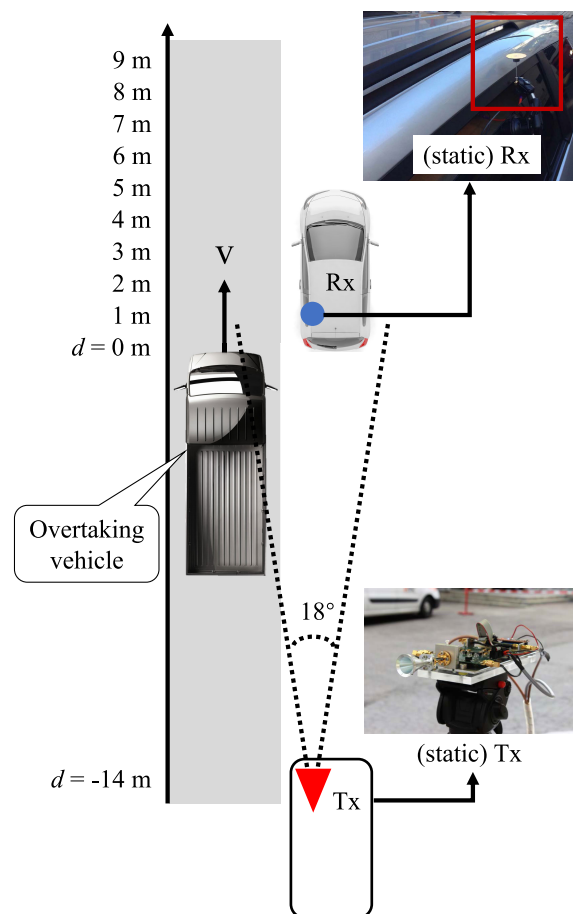 9 m
8 m
7 m
6 m
5 m
4 m
3 m
2 m
1 m
d = 0 m
V
Rx
(static) Rx
Overtaking
vehicle
18°
(static) Tx
d = -14 m
Tx